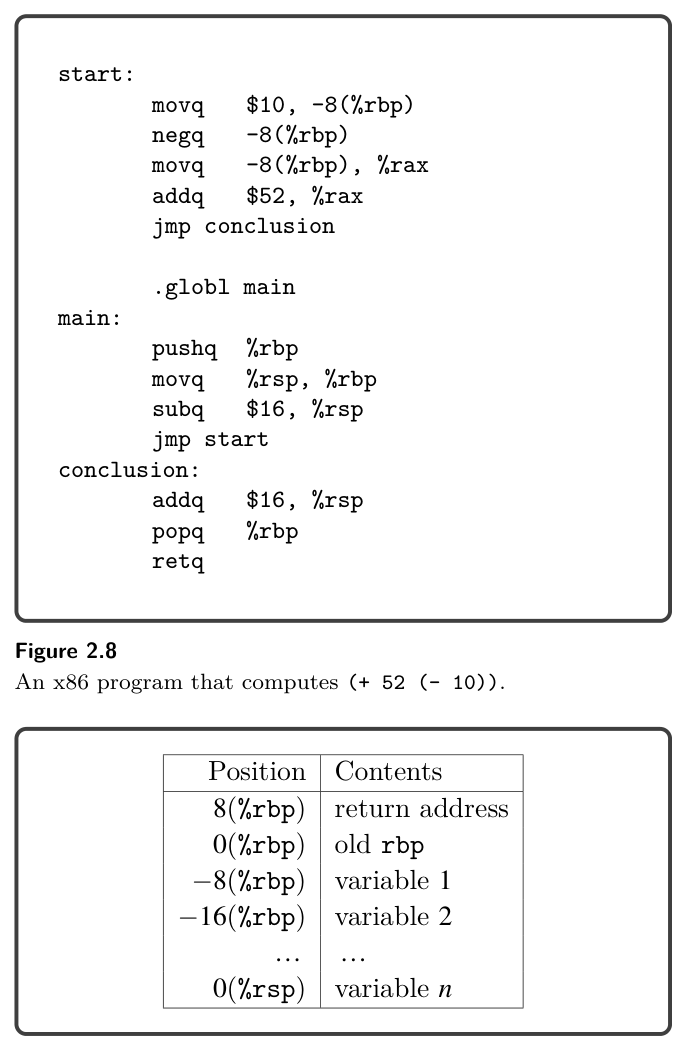 start:
movq $10, -8(%rbp)
negq -8(%rbp)
movq -8(%rbp), %rax
addq $52, %rax
jmp conclusion
.globl main
main:
pushq %rbp
movq %rsp, %rbp
subq $16, %rsp
jmp start
conclusion:
addq $16, %rsp
popq %rbp
retq
Figure 2.8
An x86 program that computes (+ 52 (- 10)).
Position Contents
8(%rbp) return address
0(%rbp) old rbp
−8(%rbp) variable 1
−16(%rbp) variable 2
... ...
0(%rsp) variable n